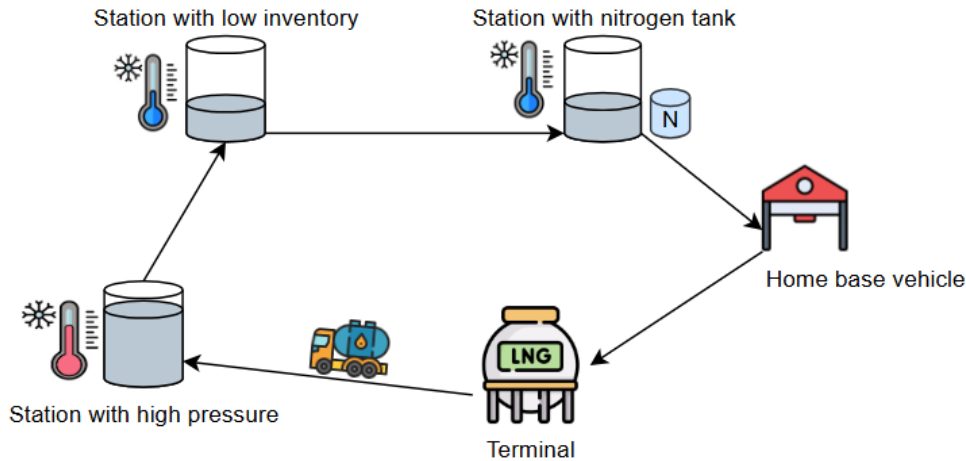 Station with low inventory
Station with nitrogen tank
N
Home base vehicle
LNG
Station with high pressure
Terminal